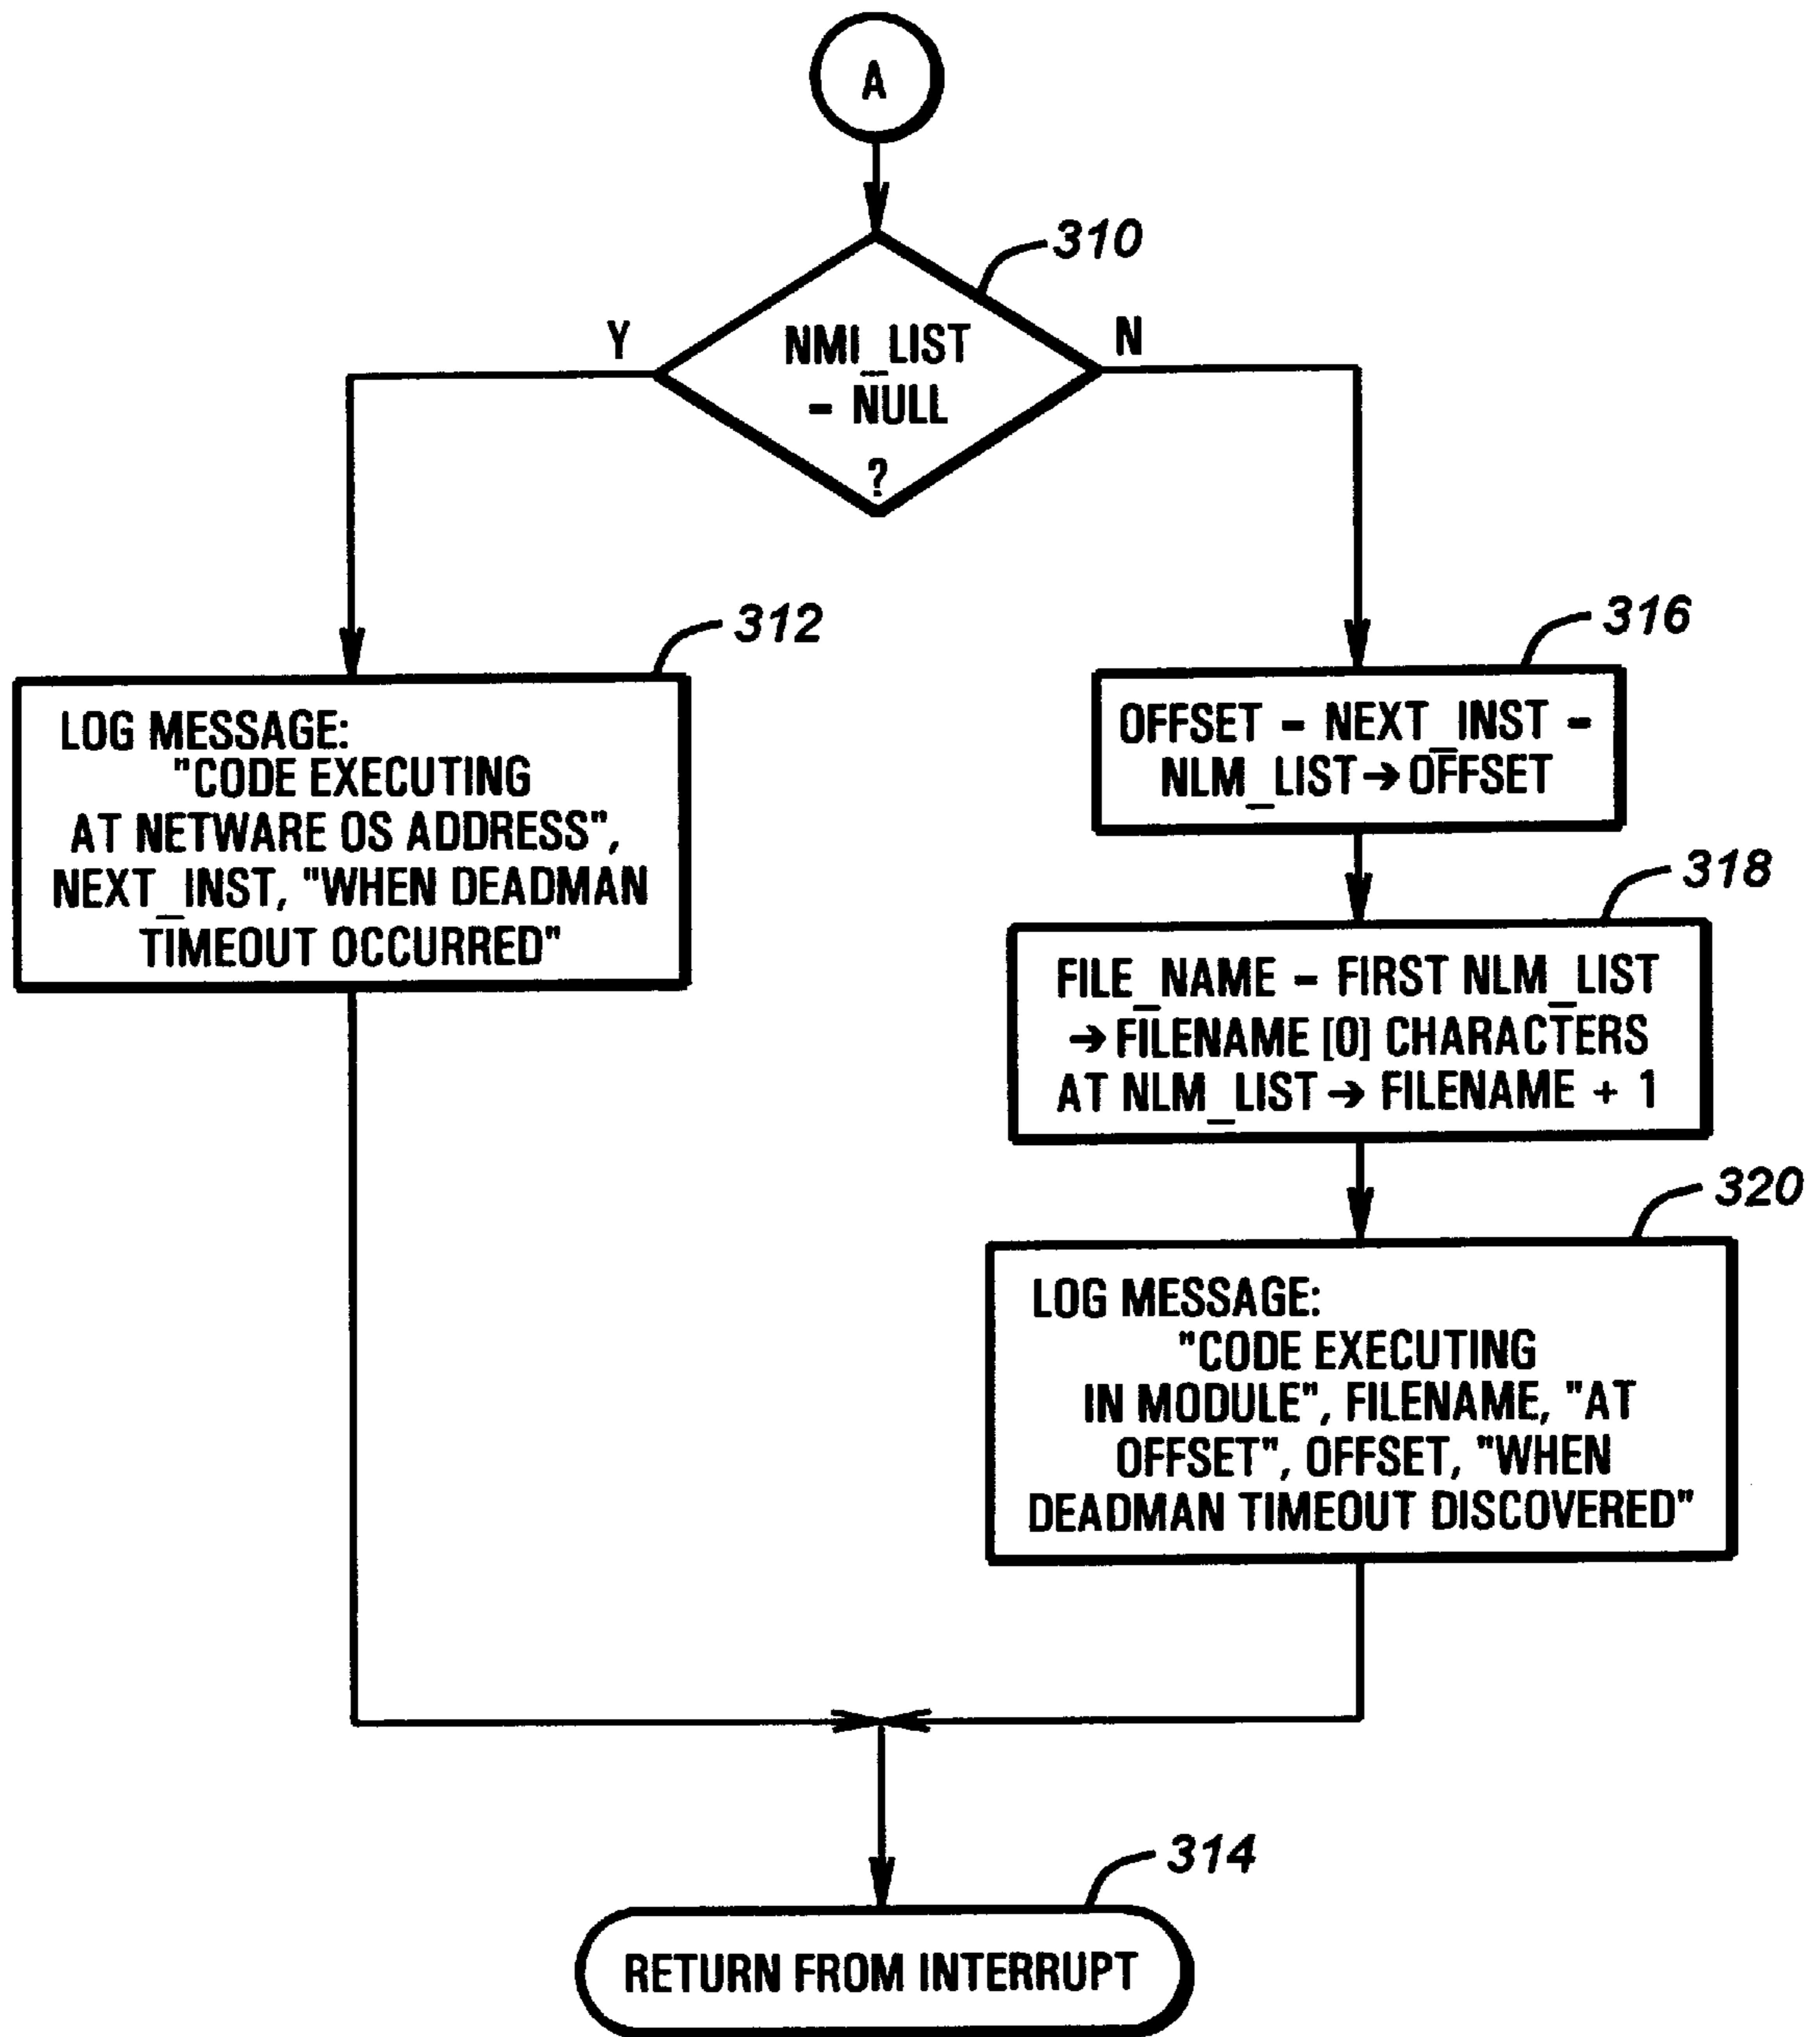 A
310
Y
N
NMI_LIST
= NULL
?
312
LOG MESSAGE:
"CODE EXECUTING
AT NETWARE OS ADDRESS",
NEXT_INST, "WHEN DEADMAN
TIMEOUT OCCURRED"
316
OFFSET = NEXT_INST -
NLM_LIST → OFFSET
318
FILE_NAME = FIRST NLM_LIST
→ FILENAME [0] CHARACTERS
AT NLM_LIST → FILENAME + 1
320
LOG MESSAGE:
"CODE EXECUTING
IN MODULE", FILENAME, "AT
OFFSET", OFFSET, "WHEN
DEADMAN TIMEOUT DISCOVERED"
314
RETURN FROM INTERRUPT